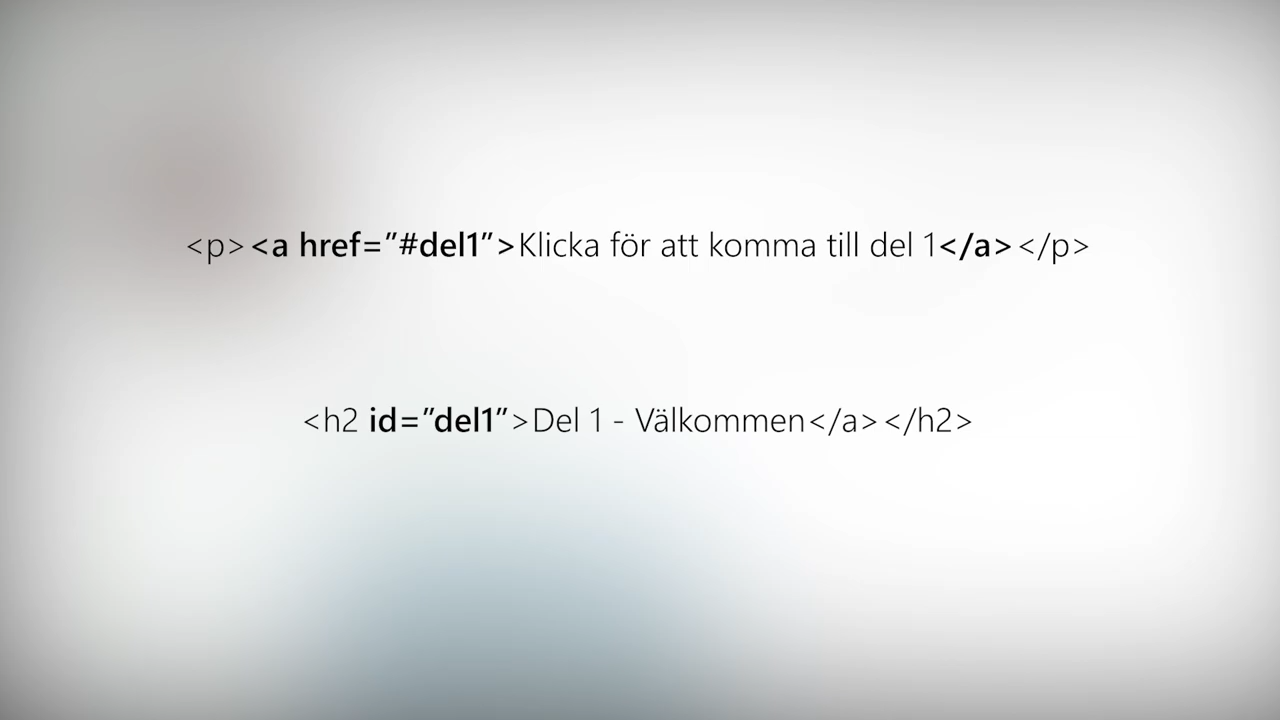 <p><a href=”#del1”>Klicka för att komma till del 1</a></p>
<h2 id=”del1”>Del 1 - Välkommen</a></h2>